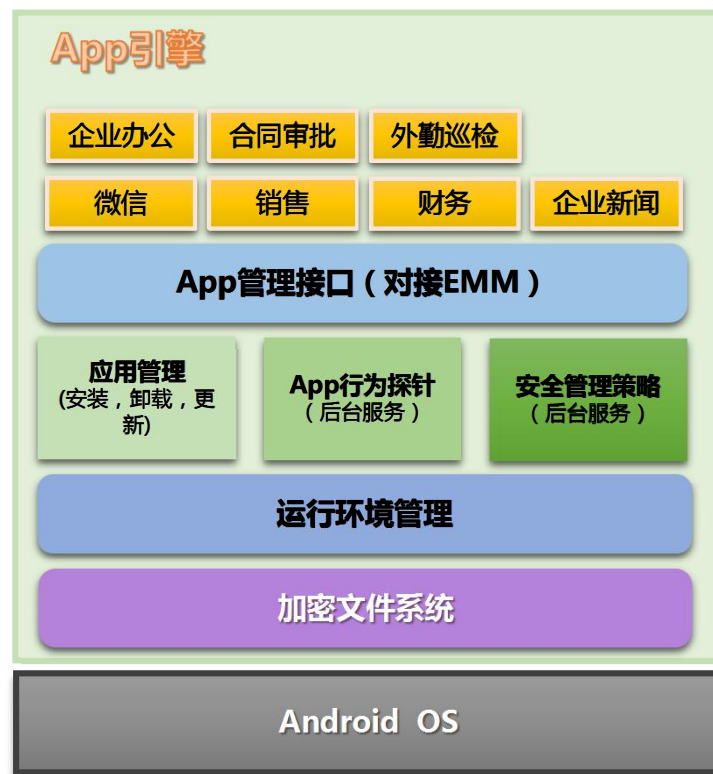 App引擎
企业办公
合同审批
外勤巡检
微信
销售
财务
企业新闻
App管理接口（对接EMM）
应用管理
(安装，卸载，更
新)
App行为探针
（后台服务）
安全管理策略
（后台服务）
运行环境管理
加密文件系统
Android OS